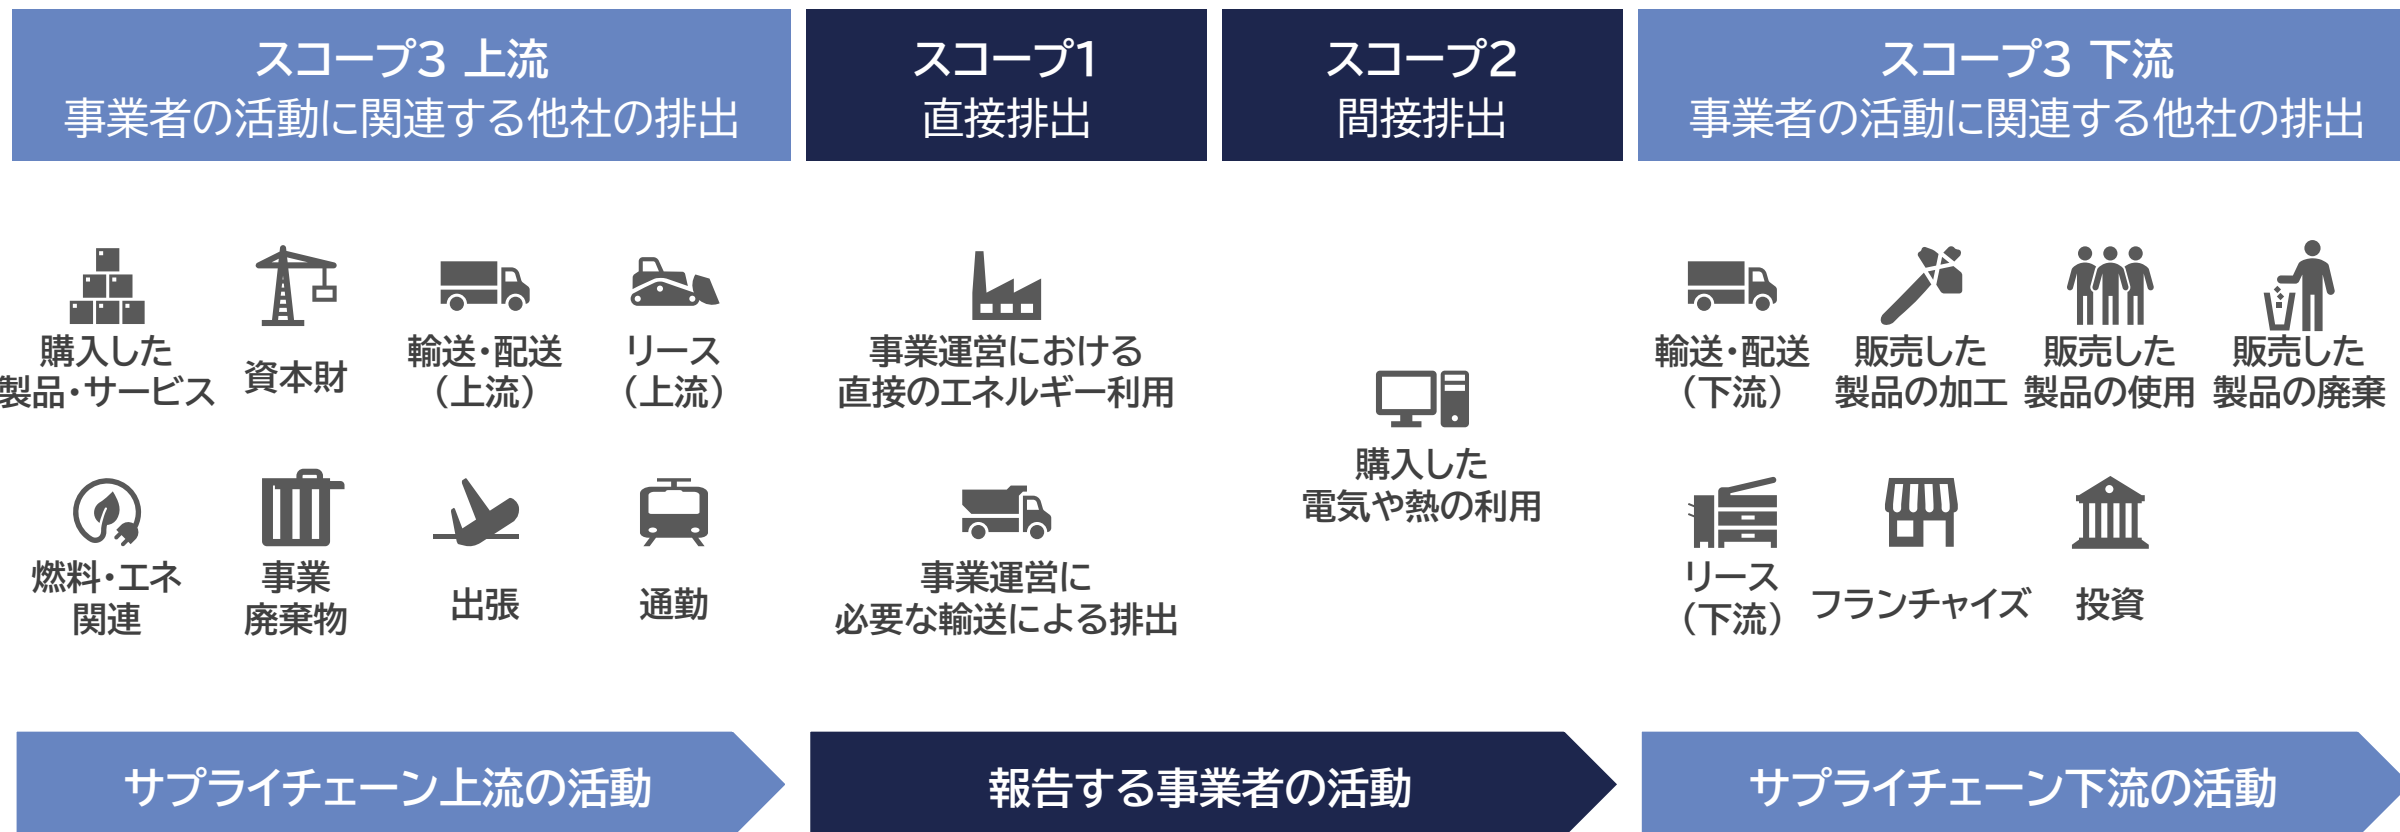 スコープ3 上流
事業者の活動に関連する他社の排出
スコープ1
直接排出
スコープ2
間接排出
スコープ3 下流
事業者の活動に関連する他社の排出
購入した
製品・サービス
資本財
輸送・配送
（上流）
リース
（上流）
燃料・エネ
関連
事業
廃棄物
出張
通勤
事業運営における
直接のエネルギー利用
事業運営に
必要な輸送による排出
購入した
電気や熱の利用
輸送・配送
（下流）
販売した
製品の加工
販売した
製品の使用
販売した
製品の廃棄
リース
（下流）
フランチャイズ
投資
サプライチェーン上流の活動
報告する事業者の活動
サプライチェーン下流の活動